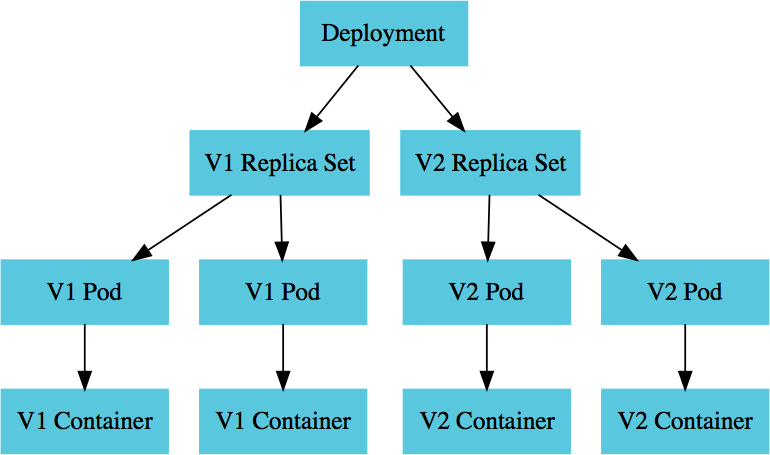 Deployment
V1 Replica Set
V2 Replica Set
V1 Pod
V1 Pod
V2 Pod
V2 Pod
V1 Container
V1 Container
V2 Container
V2 Container